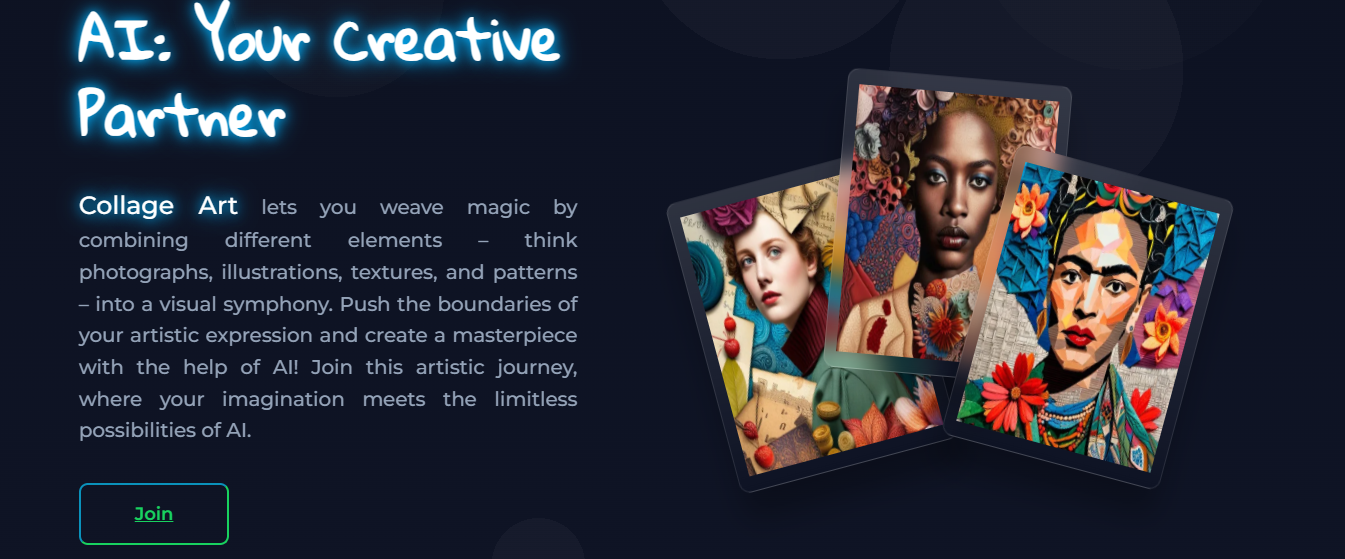 AI: Your Creative
Partner
Collage Art lets you weave magic by
combining different elements – think
photographs, illustrations, textures, and patterns
– into a visual symphony. Push the boundaries of
your artistic expression and create a masterpiece
with the help of AI! Join this artistic journey,
where your imagination meets the limitless
possibilities of AI.
Join